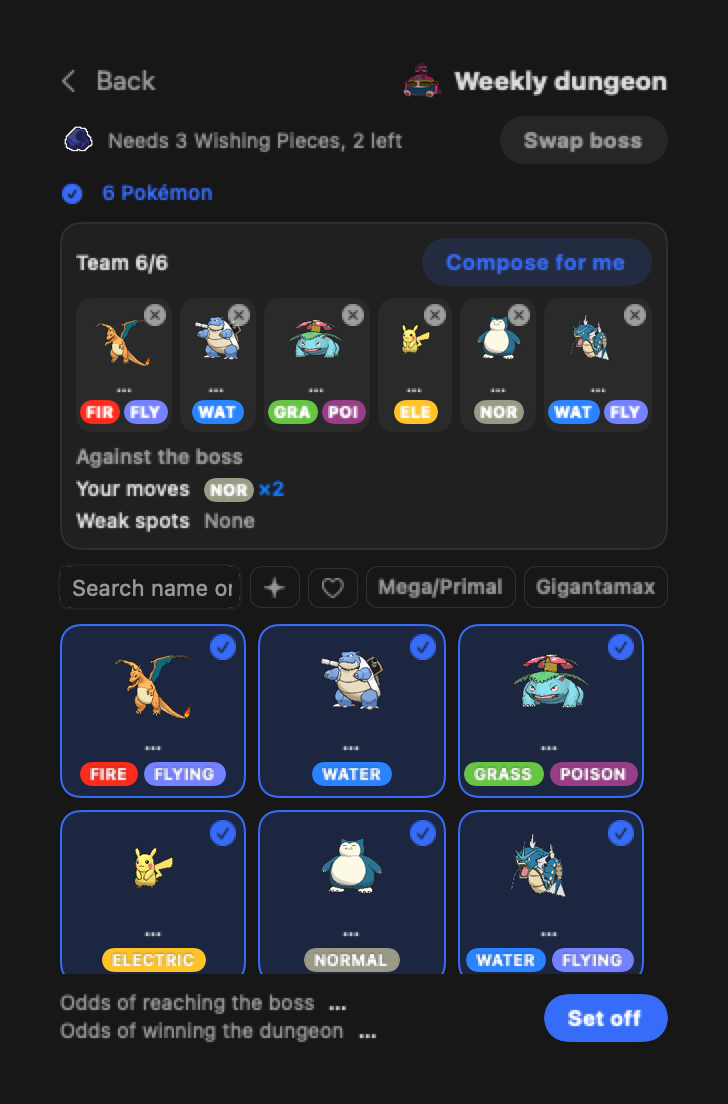 Back
Weekly dungeon
Needs 3 Wishing Pieces, 2 left
Swap boss
6 Pokémon
Team 6/6
Compose for me
... ... ... ... ... ...
FIR FLY WAT GRA POI ELE NOR WAT FLY
Against the boss
Your moves NOR ×2
Weak spots None
Search name or
Mega/Primal
Gigantamax
... ... ...
FIRE FLYING WATER GRASS POISON
... ... ...
ELECTRIC NORMAL WATER FLYING
Odds of reaching the boss ...
Odds of winning the dungeon ...
Set off